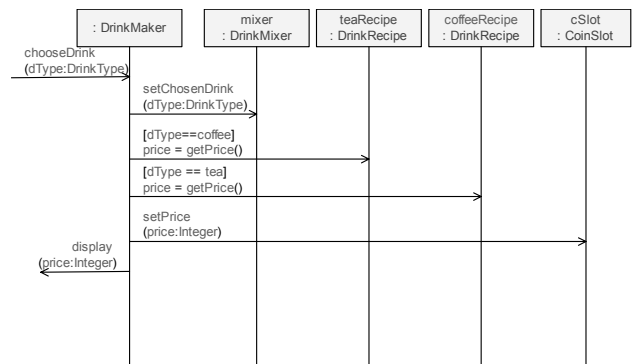 : DrinkMaker
mixer
: DrinkMixer
teaRecipe
: DrinkRecipe
coffeeRecipe
: DrinkRecipe
cSlot
: CoinSlot
chooseDrink
(dType:DrinkType)
setChosenDrink
(dType:DrinkType)
[dType==coffee]
price = getPrice()
[dType == tea]
price = getPrice()
setPrice
(price:Integer)
display
(price:Integer)